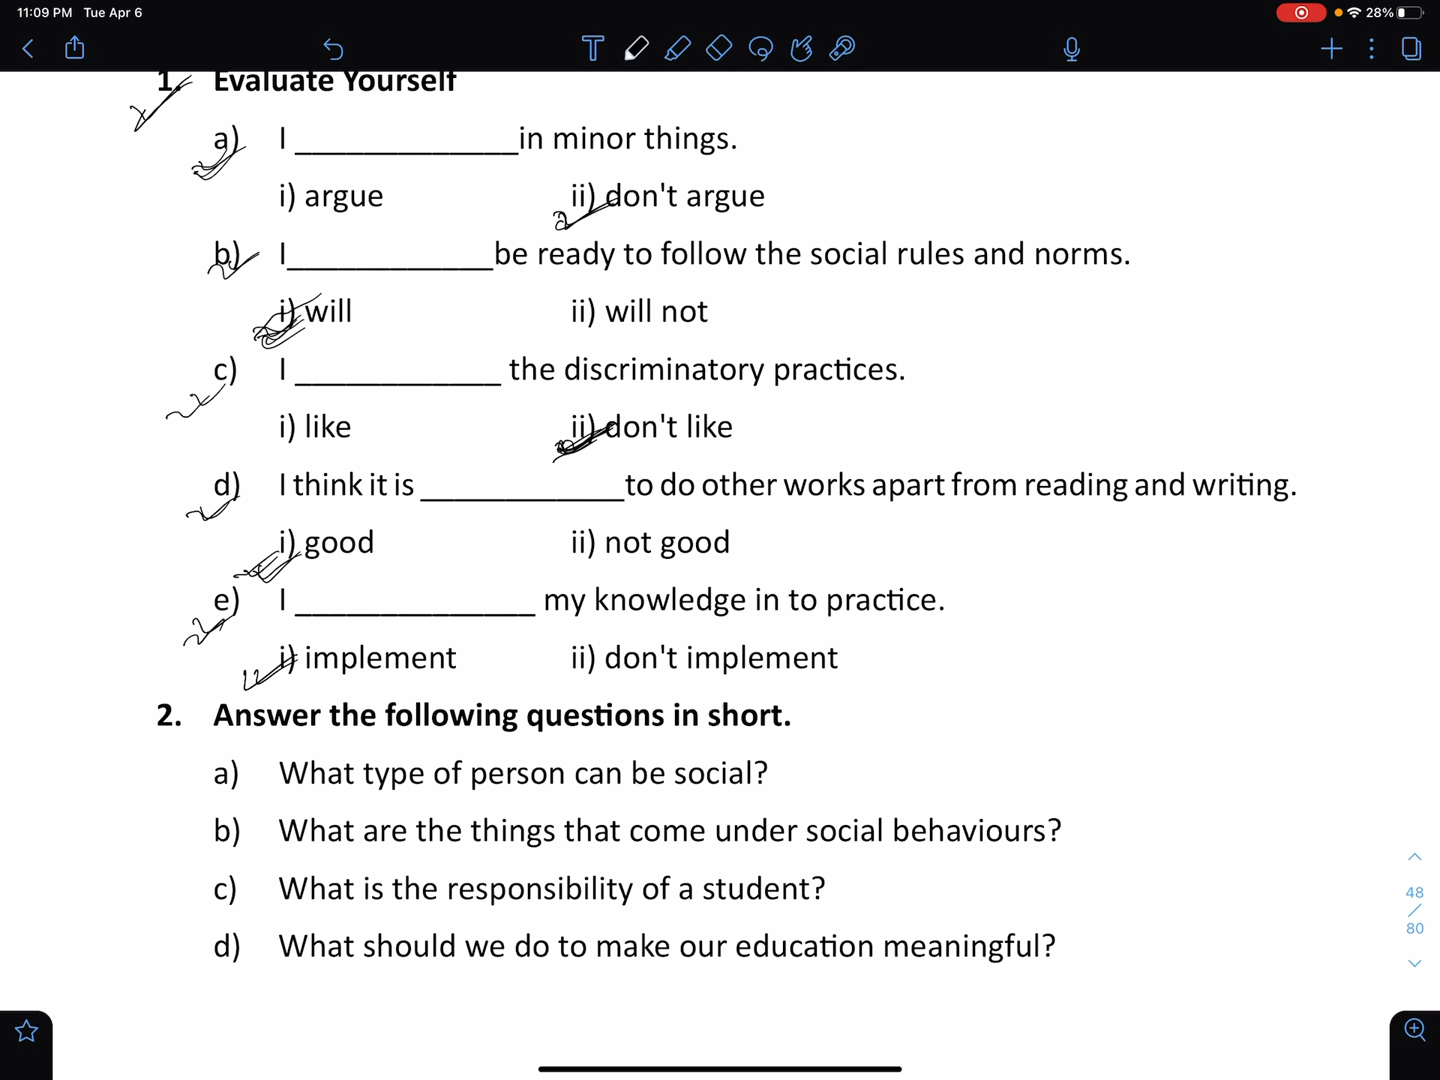 11:09 PM Tue Apr 6
28%
1. Evaluate Yourself
a) I _____________in minor things.
i) argue ii) don't argue
b) I____________be ready to follow the social rules and norms.
i) will ii) will not
c) I ____________ the discriminatory practices.
i) like ii) don't like
d) I think it is ____________to do other works apart from reading and writing.
i) good ii) not good
e) I ______________ my knowledge in to practice.
i) implement ii) don't implement
2. Answer the following questions in short.
a) What type of person can be social?
b) What are the things that come under social behaviours?
c) What is the responsibility of a student?
d) What should we do to make our education meaningful?
48
/
80